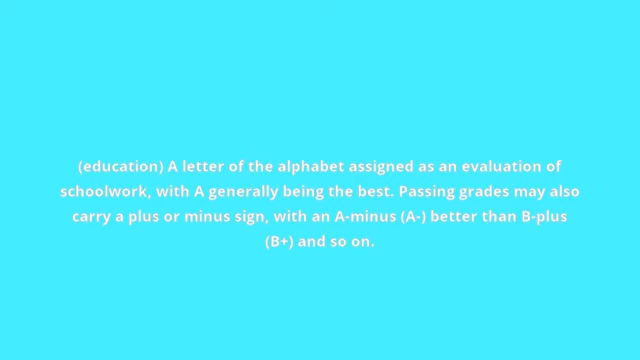 (education) A letter of the alphabet assigned as an evaluation of
schoolwork, with A generally being the best. Passing grades may also
carry a plus or minus sign, with an A-minus (A-) better than B-plus
(B+) and so on.